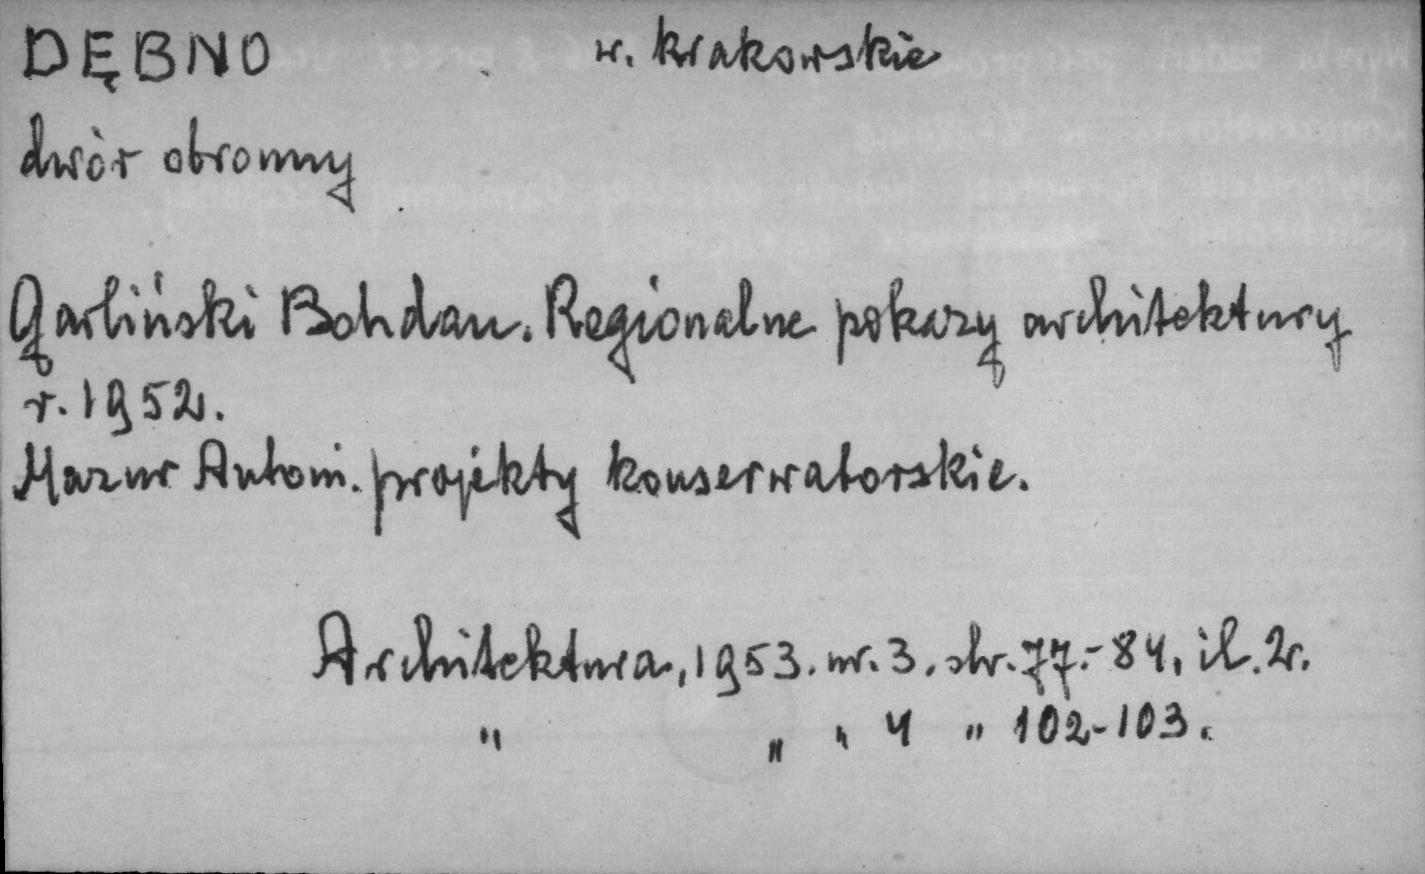 DĘBNO w. krakowskie
dwór obronny
Garliński Bohdan. Regionalne pokazy architektury
r. 1952.
Mazur Antoni. projekty konserwatorskie.
Architektura, 1953. nr. 3. str. 77.-84, il. 2.
" " " 4 " 102-103.